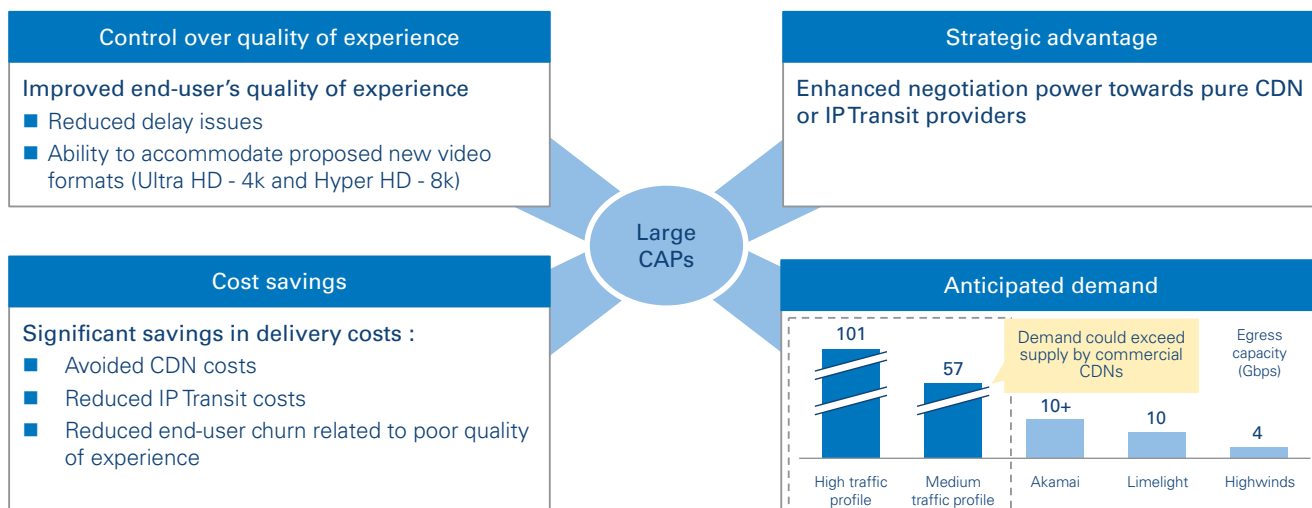 Control over quality of experience
Improved end-user's quality of experience
Reduced delay issues
Ability to accommodate proposed new video
formats (Ultra HD - 4k and Hyper HD - 8k)
Strategic advantage
Enhanced negotiation power towards pure CDN
or IP Transit providers
Large
CAPs
Cost savings
Significant savings in delivery costs :
Avoided CDN costs
Reduced IP Transit costs
Reduced end-user churn related to poor quality
of experience
Anticipated demand
101
57
Demand could exceed
supply by commercial
CDNs
Egress
capacity
(Gbps)
10+
10
4
High traffic
profile
Medium
traffic profile
Akamai
Limelight
Highwinds